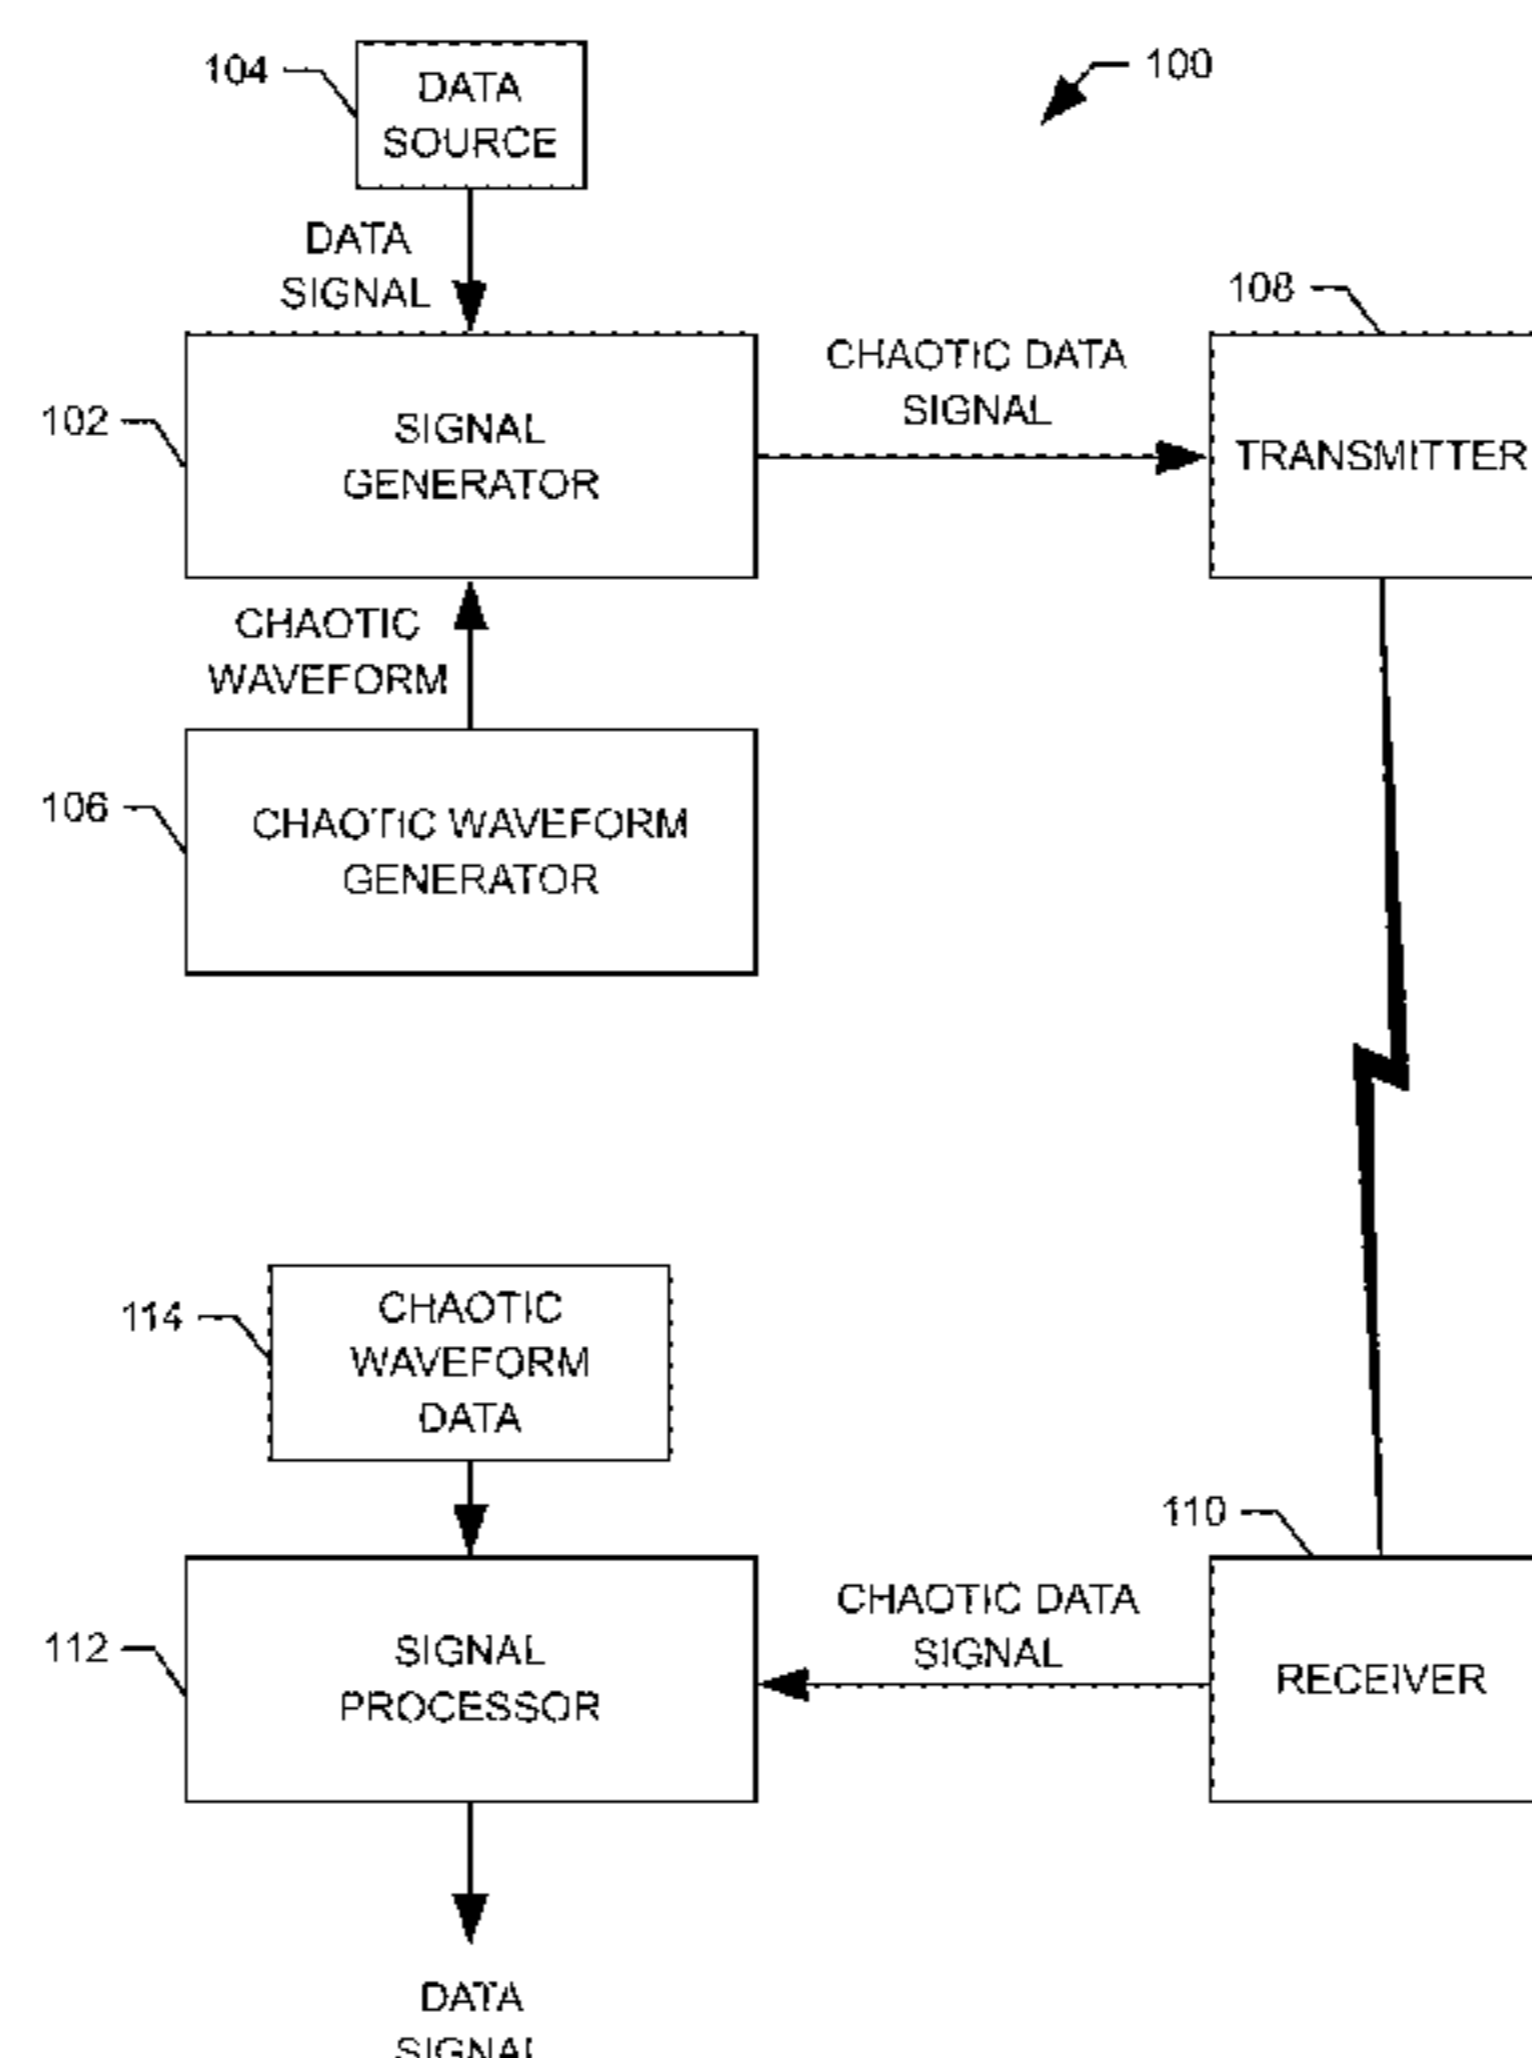 104
DATA
SOURCE
100
DATA
SIGNAL
108
CHAOTIC DATA
SIGNAL
102
SIGNAL
GENERATOR
TRANSMITTER
CHAOTIC
WAVEFORM
106
CHAOTIC WAVEFORM
GENERATOR
114
CHAOTIC
WAVEFORM
DATA
110
CHAOTIC DATA
SIGNAL
112
SIGNAL
PROCESSOR
RECEIVER
DATA
SIGNAL